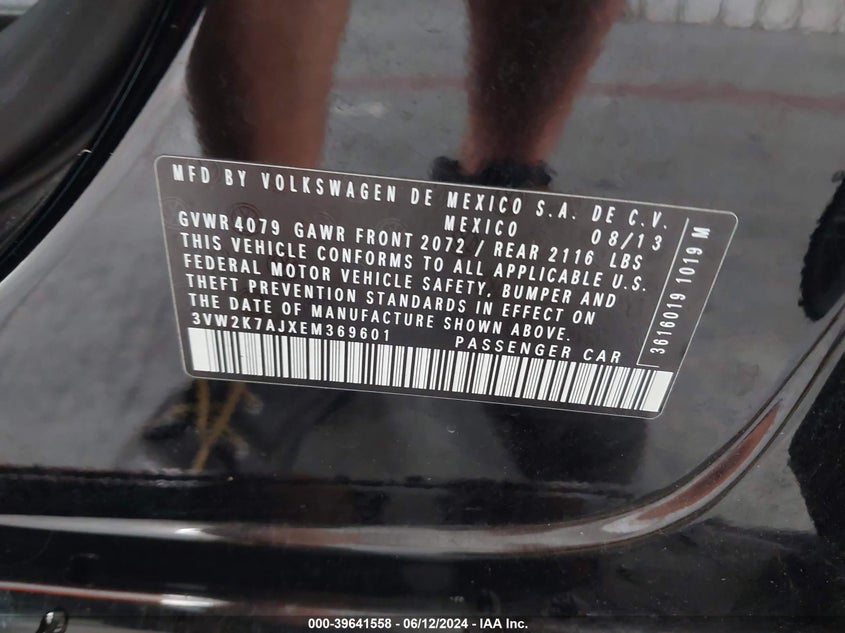 MFD BY VOLKSWAGEN DE MEXICO S.A. DE C.V.
MEXICO 08/13
GVWR 4079 GAWR FRONT 2072 / REAR 2116 LBS
THIS VEHICLE CONFORMS TO ALL APPLICABLE U.S.
FEDERAL MOTOR VEHICLE SAFETY, BUMPER AND
THEFT PREVENTION STANDARDS IN EFFECT ON
THE DATE OF MANUFACTURE SHOWN ABOVE.
3VW2K7AJXEM369601 PASSENGER CAR
3616019 1019 M
000-39641558 - 06/12/2024 - IAA Inc.